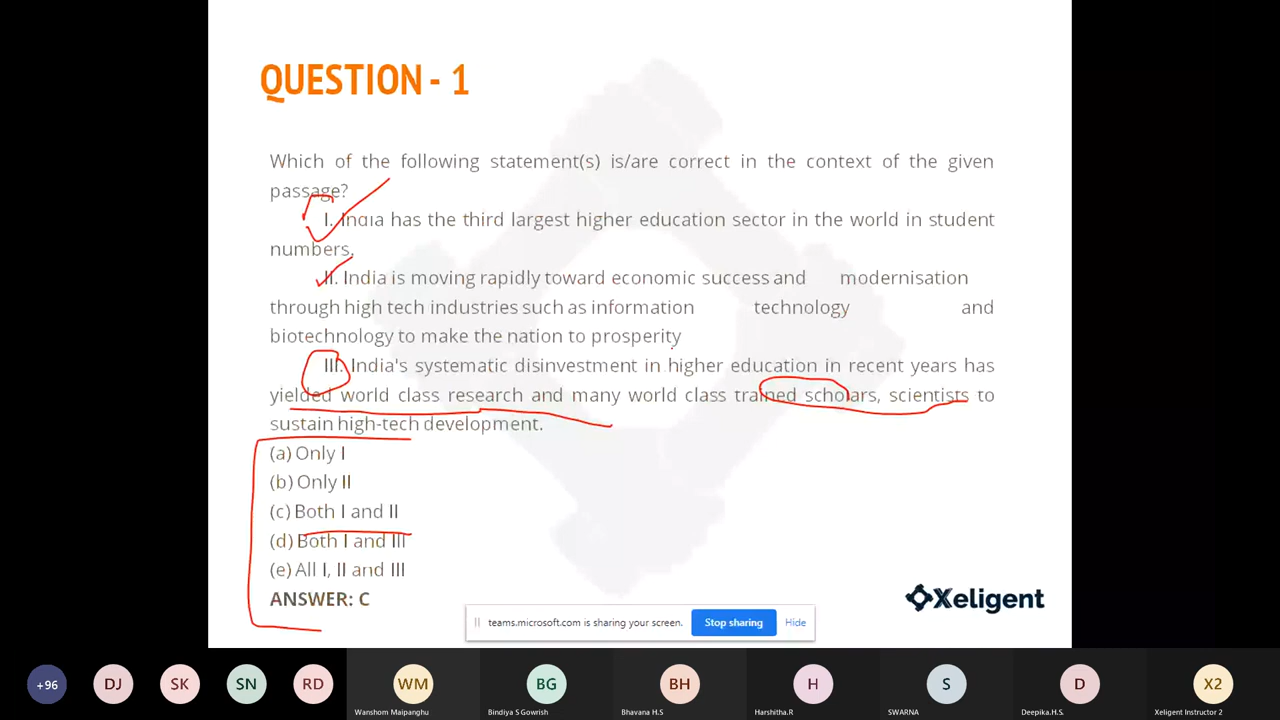 QUESTION - 1
Which of the following statement(s) is/are correct in the context of the given
passage?
I. India has the third largest higher education sector in the world in student
numbers,
II. India is moving rapidly toward economic success and modernisation
through high tech industries such as information technology and
biotechnology to make the nation to prosperity
III. India's systematic disinvestment in higher education in recent years has
yielded world class research and many world class trained scholars, scientists to
sustain high-tech development.
(a) Only I
(b) Only II
(c) Both I and II
(d) Both I and III
(e) All I, II and III
ANSWER: C
Xeligent
teams.microsoft.com is sharing your screen. Stop sharing Hide
+96 DJ SK SN RD WM BG BH H S D X2
Wanshom Maipanghu Bindiya S Gowrish Bhavana H.S Harshitha.R SWARNA Deepika.H.S. Xeligent Instructor 2